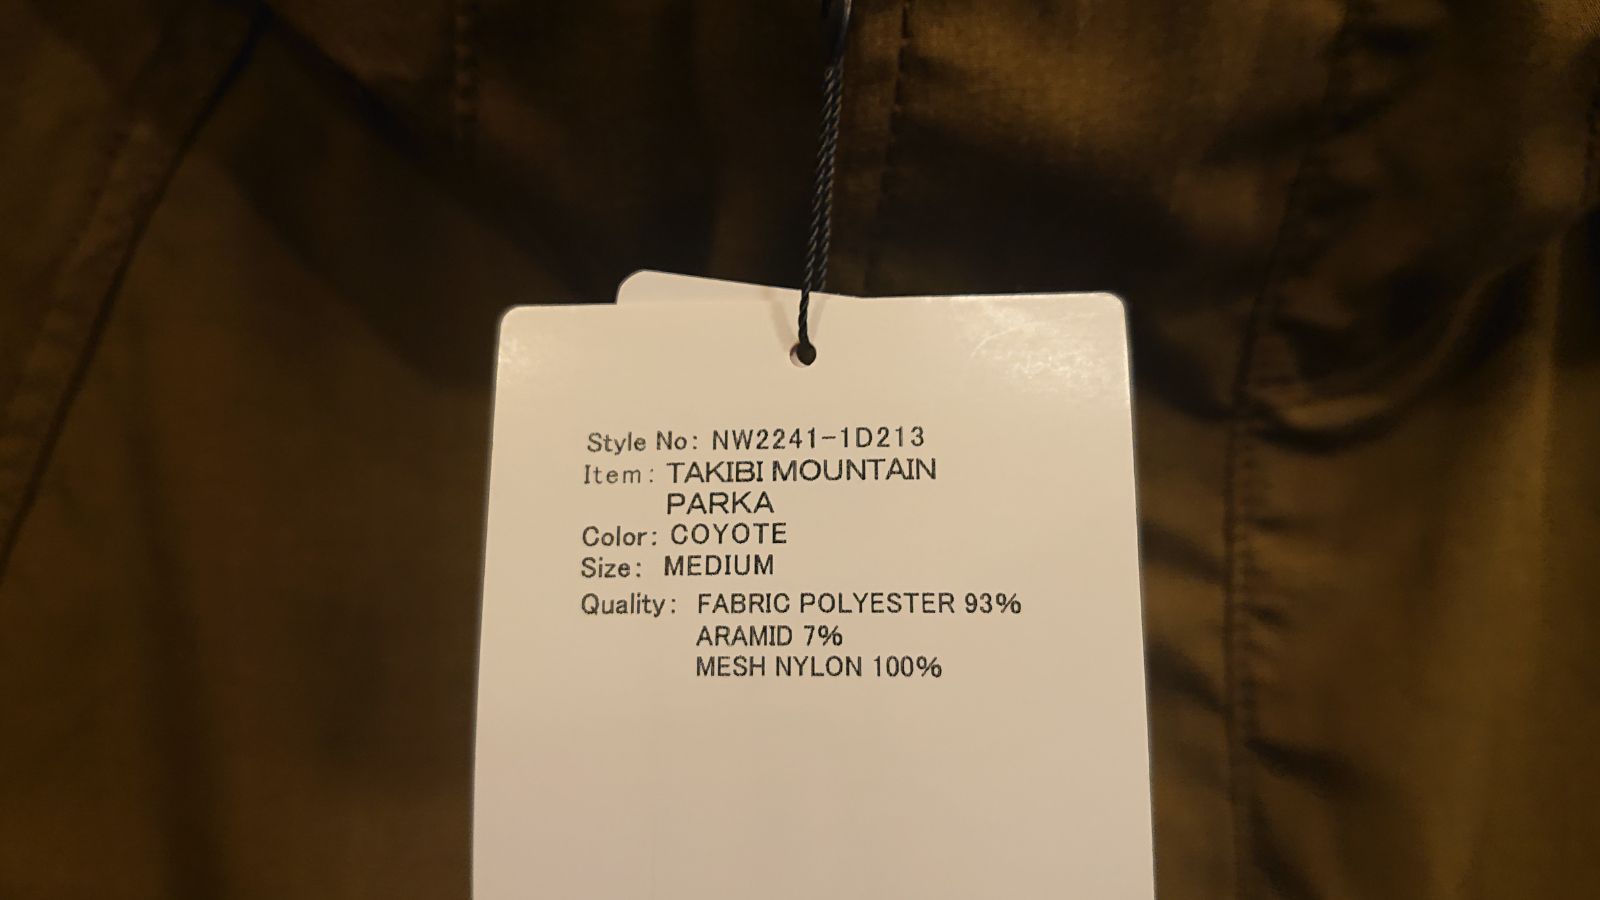 Style No: NW2241-1D213
Item: TAKIBI MOUNTAIN
PARKA
Color: COYOTE
Size: MEDIUM
Quality: FABRIC POLYESTER 93%
ARAMID 7%
MESH NYLON 100%